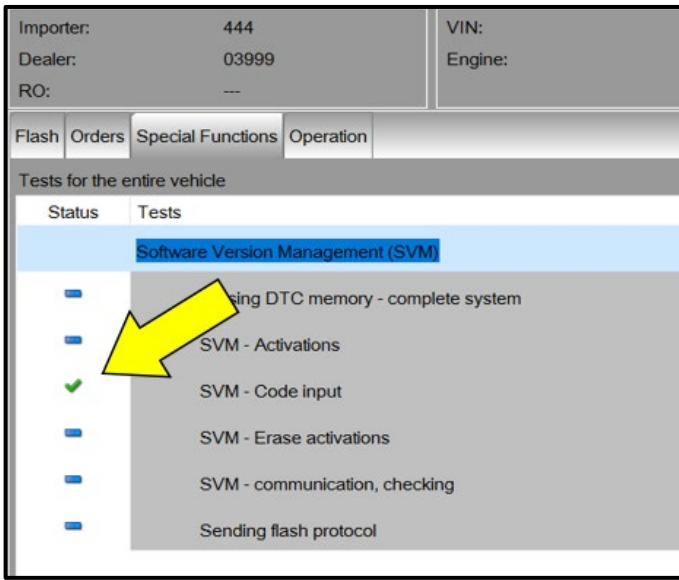 Importer: 444 VIN:
Dealer: 03999 Engine:
RO: ---
Flash Orders Special Functions Operation
Tests for the entire vehicle
Status Tests
Software Version Management (SVM)
sing DTC memory - complete system
SVM - Activations
SVM - Code input
SVM - Erase activations
SVM - communication, checking
Sending flash protocol